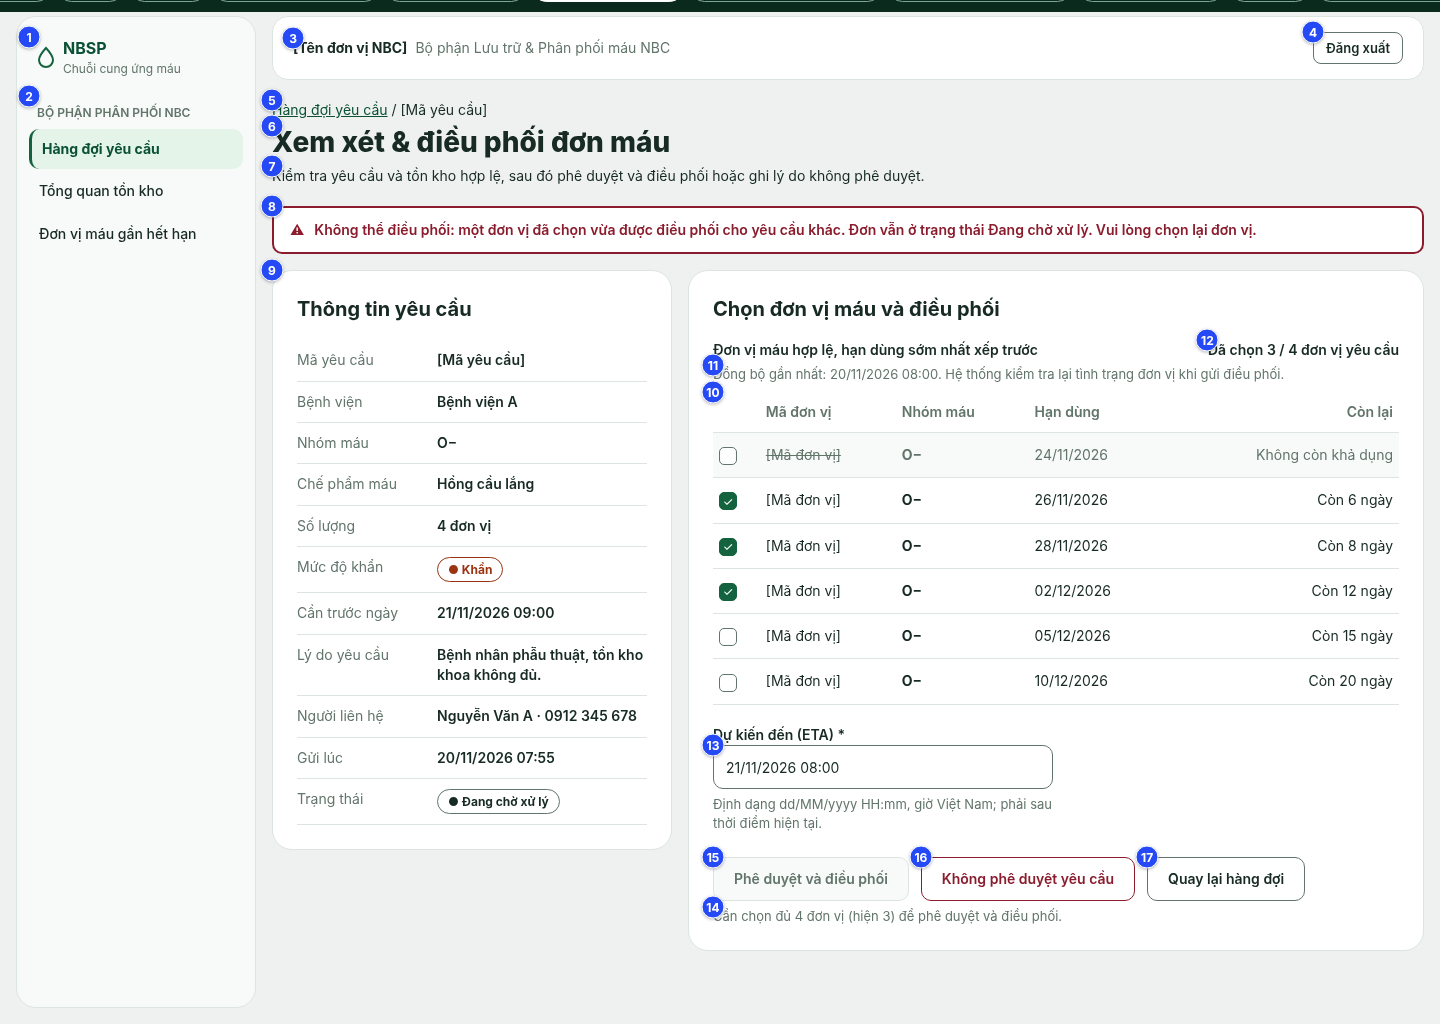 1
NBSP
Chuỗi cung ứng máu
2
BỘ PHẬN PHÂN PHỐI NBC
Hàng đợi yêu cầu
Tổng quan tồn kho
Đơn vị máu gần hết hạn
3
[Tên đơn vị NBC] Bộ phận Lưu trữ & Phân phối máu NBC
4
Đăng xuất
5
Hàng đợi yêu cầu / [Mã yêu cầu]
6
Xem xét & điều phối đơn máu
7
Kiểm tra yêu cầu và tồn kho hợp lệ, sau đó phê duyệt và điều phối hoặc ghi lý do không phê duyệt.
8
Không thể điều phối: một đơn vị đã chọn vừa được điều phối cho yêu cầu khác. Đơn vẫn ở trạng thái Đang chờ xử lý. Vui lòng chọn lại đơn vị.
9
Thông tin yêu cầu
Mã yêu cầu [Mã yêu cầu]
Bệnh viện Bệnh viện A
Nhóm máu O−
Chế phẩm máu Hồng cầu lắng
Số lượng 4 đơn vị
Mức độ khẩn Khẩn
Cần trước ngày 21/11/2026 09:00
Lý do yêu cầu Bệnh nhân phẫu thuật, tồn kho
khoa không đủ.
Người liên hệ Nguyễn Văn A · 0912 345 678
Gửi lúc 20/11/2026 07:55
Trạng thái Đang chờ xử lý
Chọn đơn vị máu và điều phối
12
Đơn vị máu hợp lệ, hạn dùng sớm nhất xếp trước Đã chọn 3 / 4 đơn vị yêu cầu
11
Đồng bộ gần nhất: 20/11/2026 08:00. Hệ thống kiểm tra lại tình trạng đơn vị khi gửi điều phối.
10
Mã đơn vị Nhóm máu Hạn dùng Còn lại
[Mã đơn vị] O− 24/11/2026 Không còn khả dụng
[Mã đơn vị] O− 26/11/2026 Còn 6 ngày
[Mã đơn vị] O− 28/11/2026 Còn 8 ngày
[Mã đơn vị] O− 02/12/2026 Còn 12 ngày
[Mã đơn vị] O− 05/12/2026 Còn 15 ngày
[Mã đơn vị] O− 10/12/2026 Còn 20 ngày
Dự kiến đến (ETA) *
13
21/11/2026 08:00
Định dạng dd/MM/yyyy HH:mm, giờ Việt Nam; phải sau
thời điểm hiện tại.
15 16 17
Phê duyệt và điều phối Không phê duyệt yêu cầu Quay lại hàng đợi
14
Cần chọn đủ 4 đơn vị (hiện 3) để phê duyệt và điều phối.